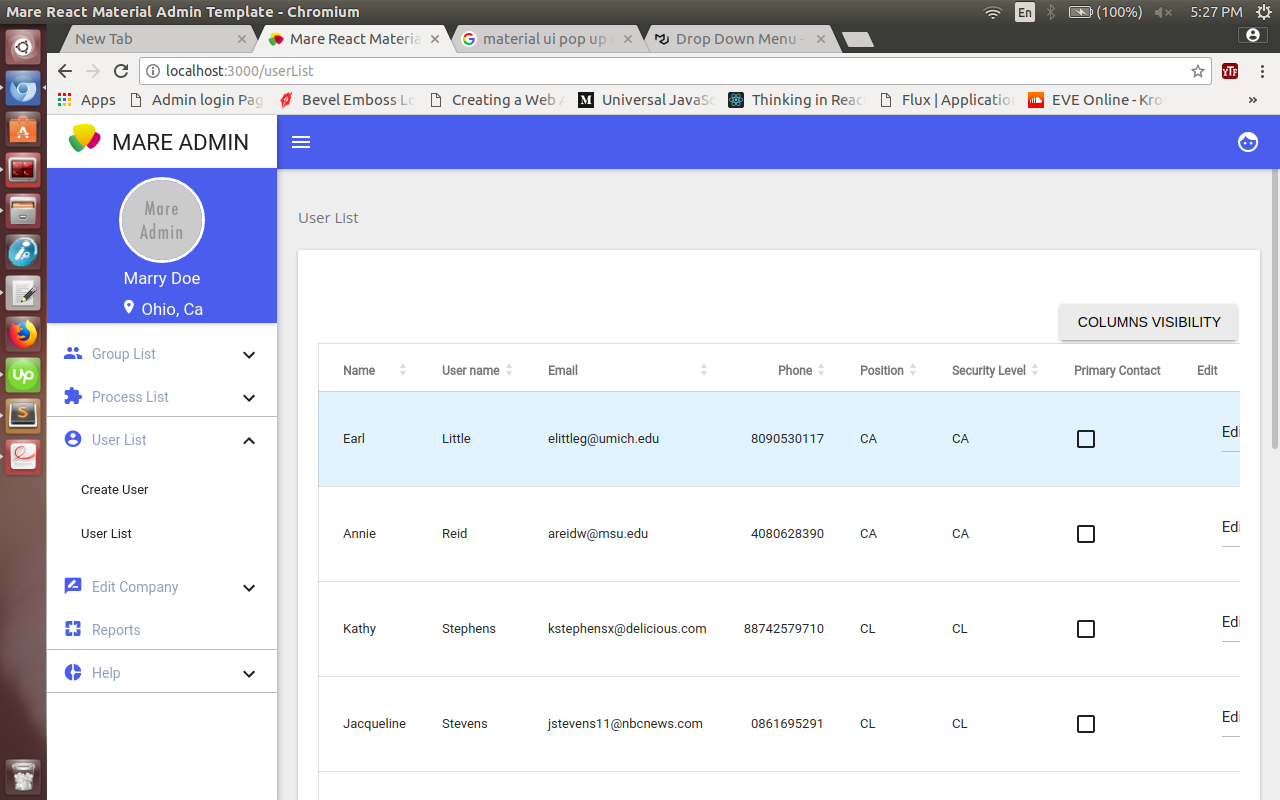 Mare React Material Admin Template - Chromium
En
(100%)
5:27 PM
New Tab
Mare React Materia
material ui pop up
Drop Down Menu -
localhost:3000/userList
YTF
Apps
Admin login Pag
Bevel Emboss Lo
Creating a Web A
M
Universal JavaSc
Thinking in Reac
Flux | Application
EVE Online - Kro
MARE ADMIN
Mare
Admin
Marry Doe
Ohio, Ca
Group List
Process List
User List
Create User
User List
Edit Company
Reports
Help
User List
COLUMNS VISIBILITY
Name User name Email Phone Position Security Level Primary Contact Edit
Earl Little elittleg@umich.edu 8090530117 CA CA Edi
Annie Reid areidw@msu.edu 4080628390 CA CA Edi
Kathy Stephens kstephensx@delicious.com 88742579710 CL CL Edi
Jacqueline Stevens jstevens11@nbcnews.com 0861695291 CL CL Edi
Up
S